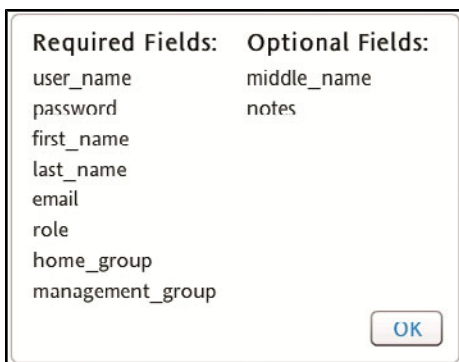 Required Fields:
user_name
password
first_name
last_name
email
role
home_group
management_group
Optional Fields:
middle_name
notes
OK